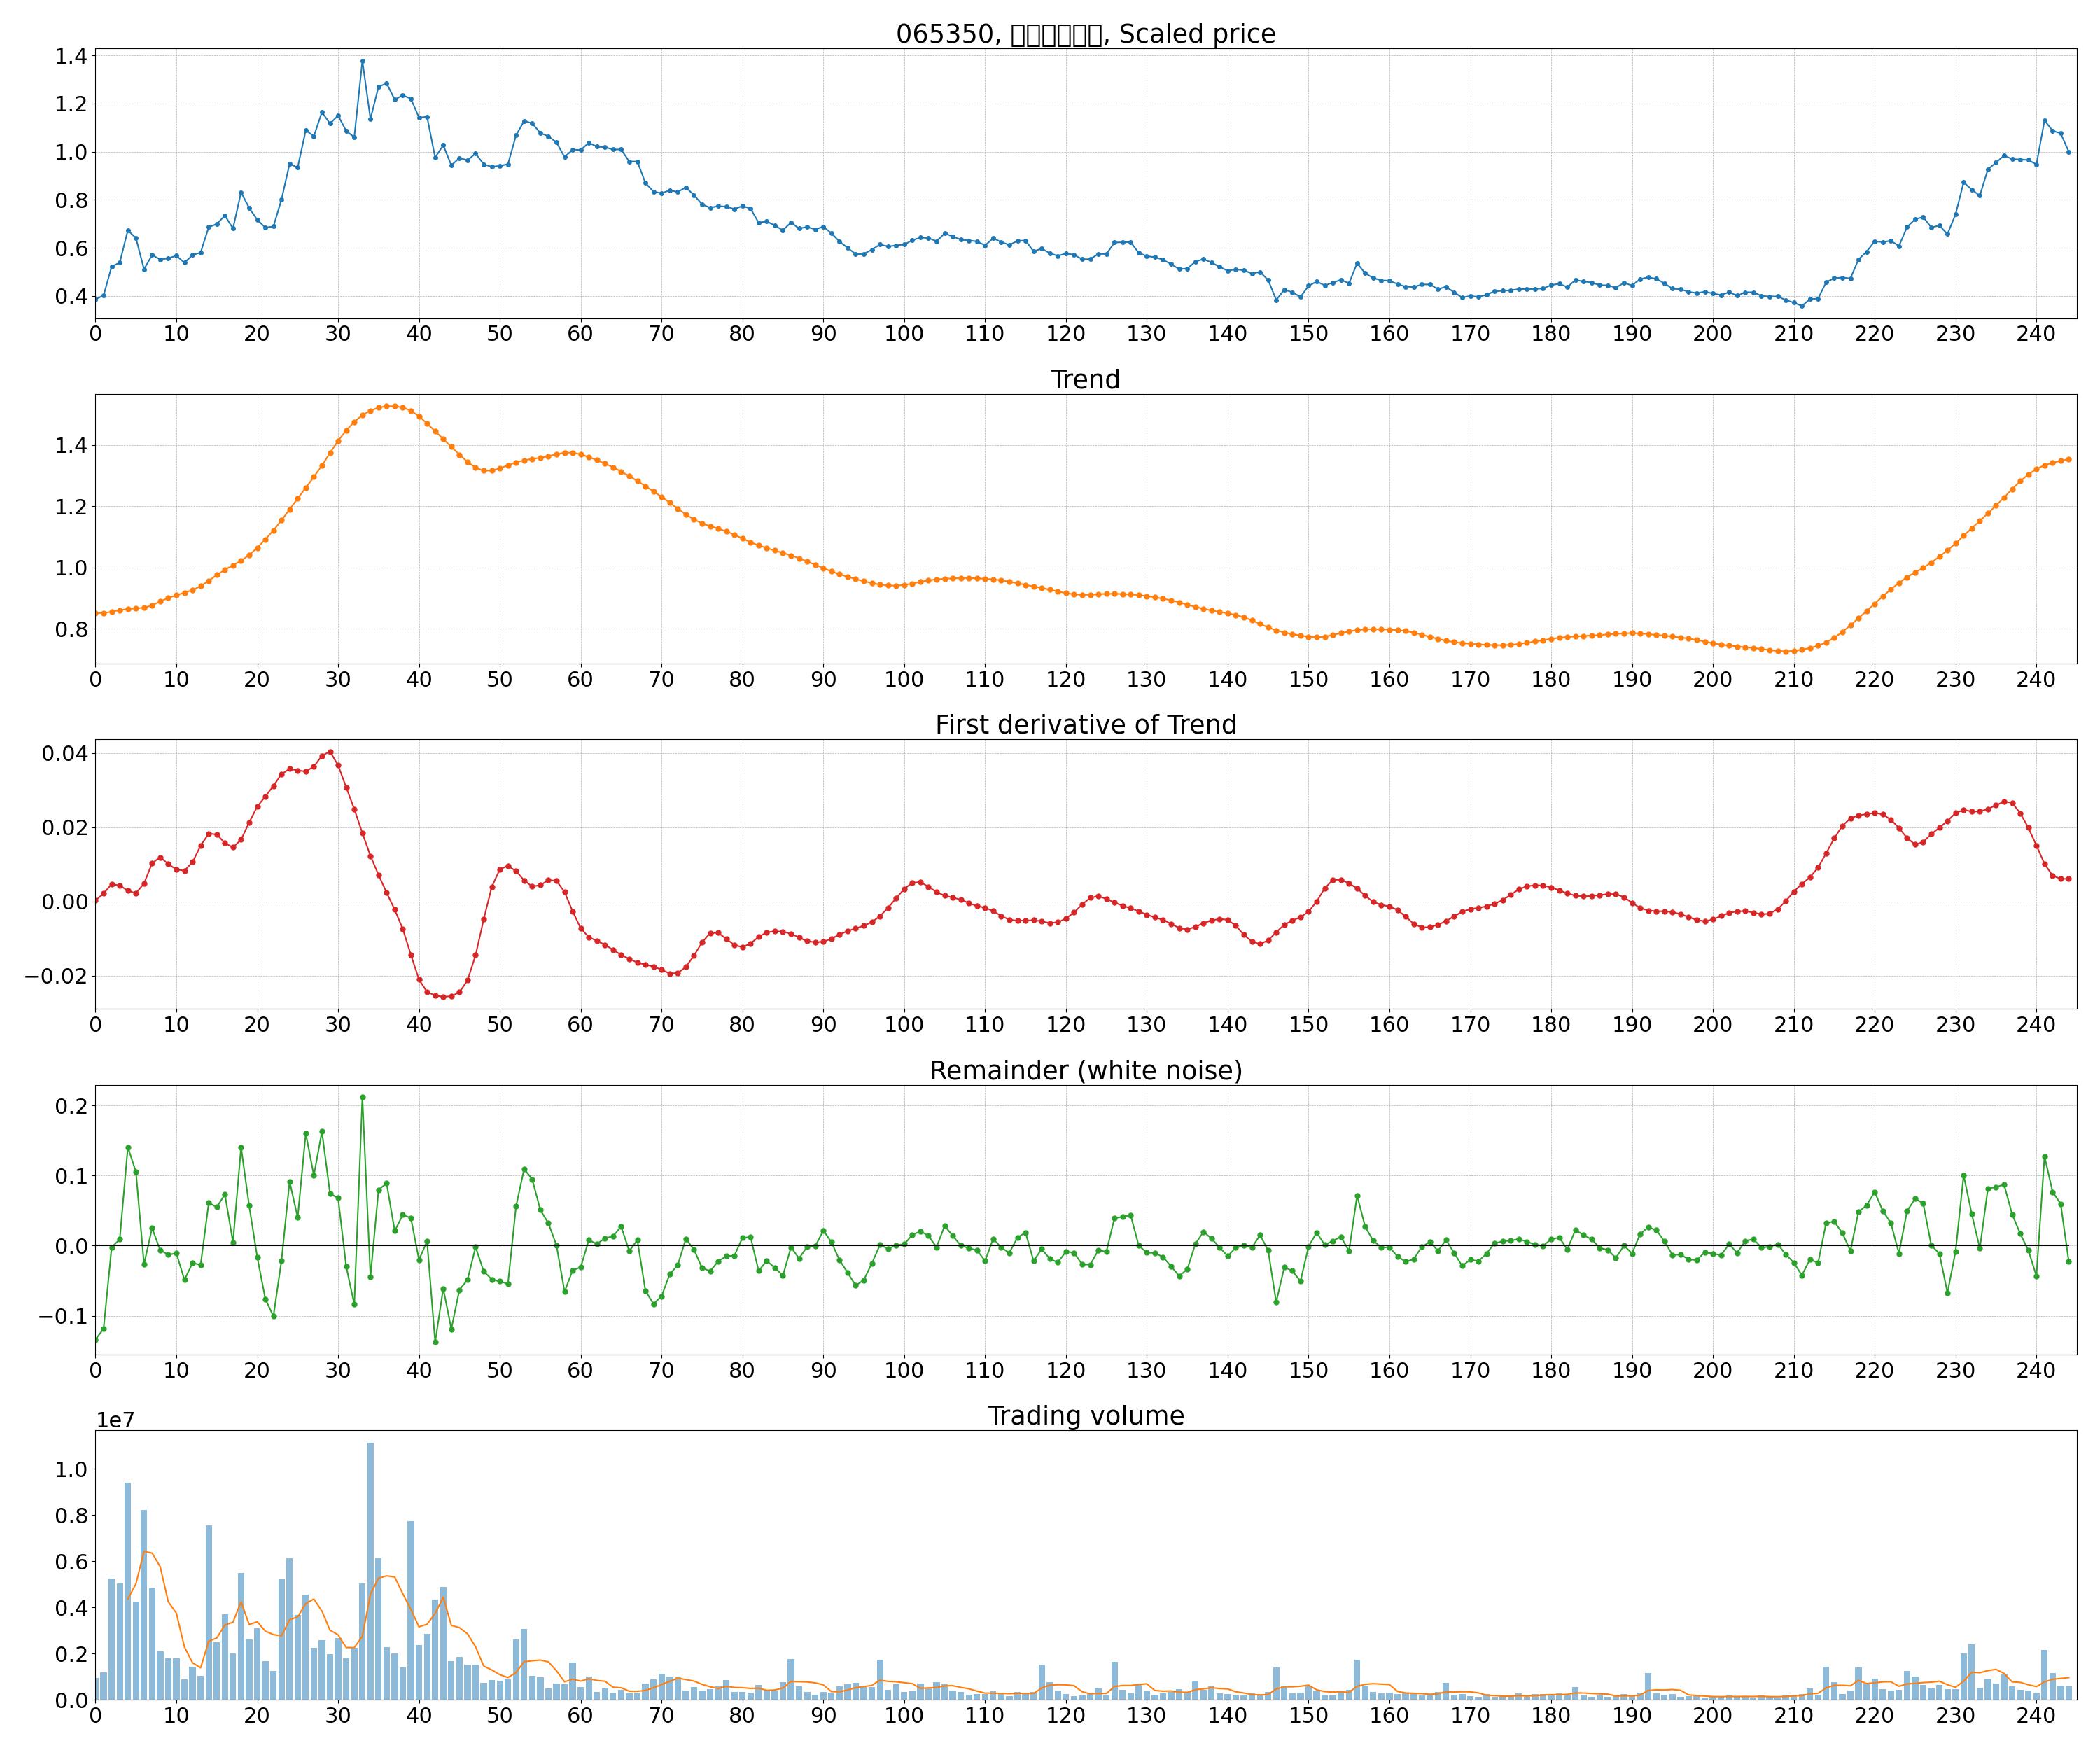 065350, □□□□□□, Scaled price
1.4
1.2
1.0
0.8
0.6
0.4
0 10 20 30 40 50 60 70 80 90 100 110 120 130 140 150 160 170 180 190 200 210 220 230 240
Trend
1.4
1.2
1.0
0.8
0 10 20 30 40 50 60 70 80 90 100 110 120 130 140 150 160 170 180 190 200 210 220 230 240
First derivative of Trend
0.04
0.02
0.00
−0.02
0 10 20 30 40 50 60 70 80 90 100 110 120 130 140 150 160 170 180 190 200 210 220 230 240
Remainder (white noise)
0.2
0.1
0.0
−0.1
0 10 20 30 40 50 60 70 80 90 100 110 120 130 140 150 160 170 180 190 200 210 220 230 240
Trading volume
1e7
1.0
0.8
0.6
0.4
0.2
0.0
0 10 20 30 40 50 60 70 80 90 100 110 120 130 140 150 160 170 180 190 200 210 220 230 240